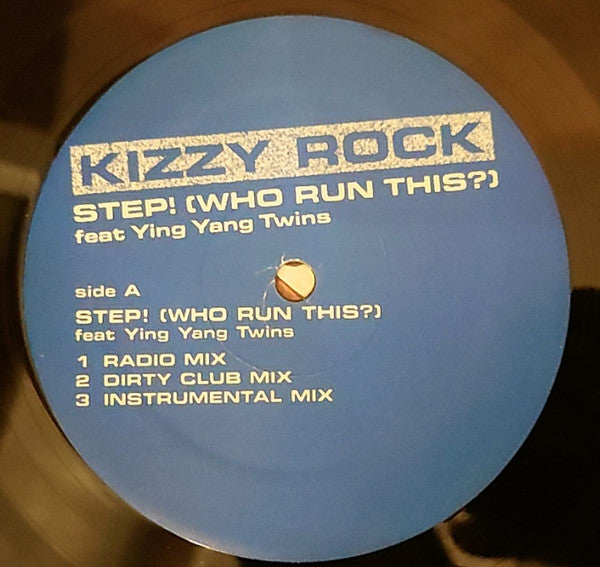 KIZZY ROCK
STEP! (WHO RUN THIS?)
feat Ying Yang Twins
side A
STEP! (WHO RUN THIS?)
feat Ying Yang Twins
1 RADIO MIX
2 DIRTY CLUB MIX
3 INSTRUMENTAL MIX